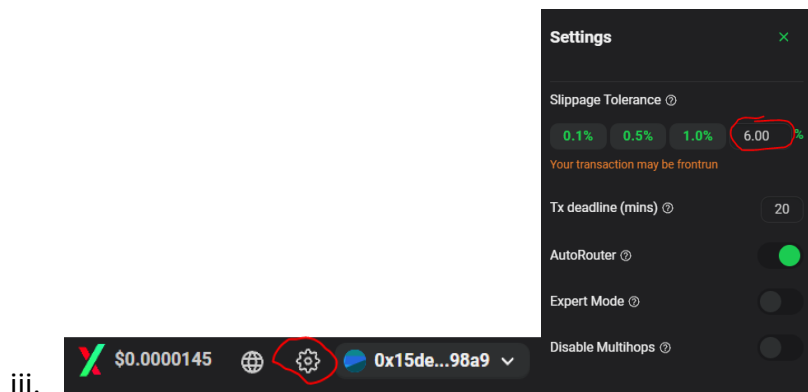 Settings
Slippage Tolerance
0.1% 0.5% 1.0% 6.00 %
Your transaction may be frontrun
Tx deadline (mins) 20
AutoRouter
Expert Mode
Disable Multihops
iii. $0.0000145 0x15de...98a9